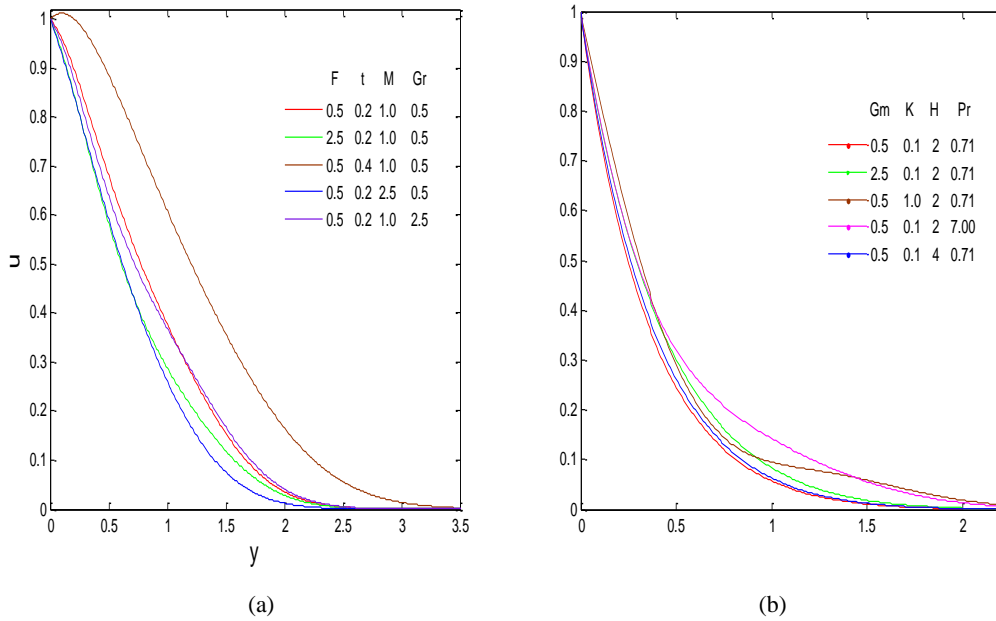 F t M Gr
0.5 0.2 1.0 0.5
2.5 0.2 1.0 0.5
0.5 0.4 1.0 0.5
0.5 0.2 2.5 0.5
0.5 0.2 1.0 2.5
1
0.9
0.8
0.7
0.6
0.5
0.4
0.3
0.2
0.1
0
u
0 0.5 1 1.5 2 2.5 3 3.5
y
(a)
Gm K H Pr
0.5 0.1 2 0.71
2.5 0.1 2 0.71
0.5 1.0 2 0.71
0.5 0.1 2 7.00
0.5 0.1 4 0.71
1
0.9
0.8
0.7
0.6
0.5
0.4
0.3
0.2
0.1
0
0 0.5 1 1.5 2
(b)